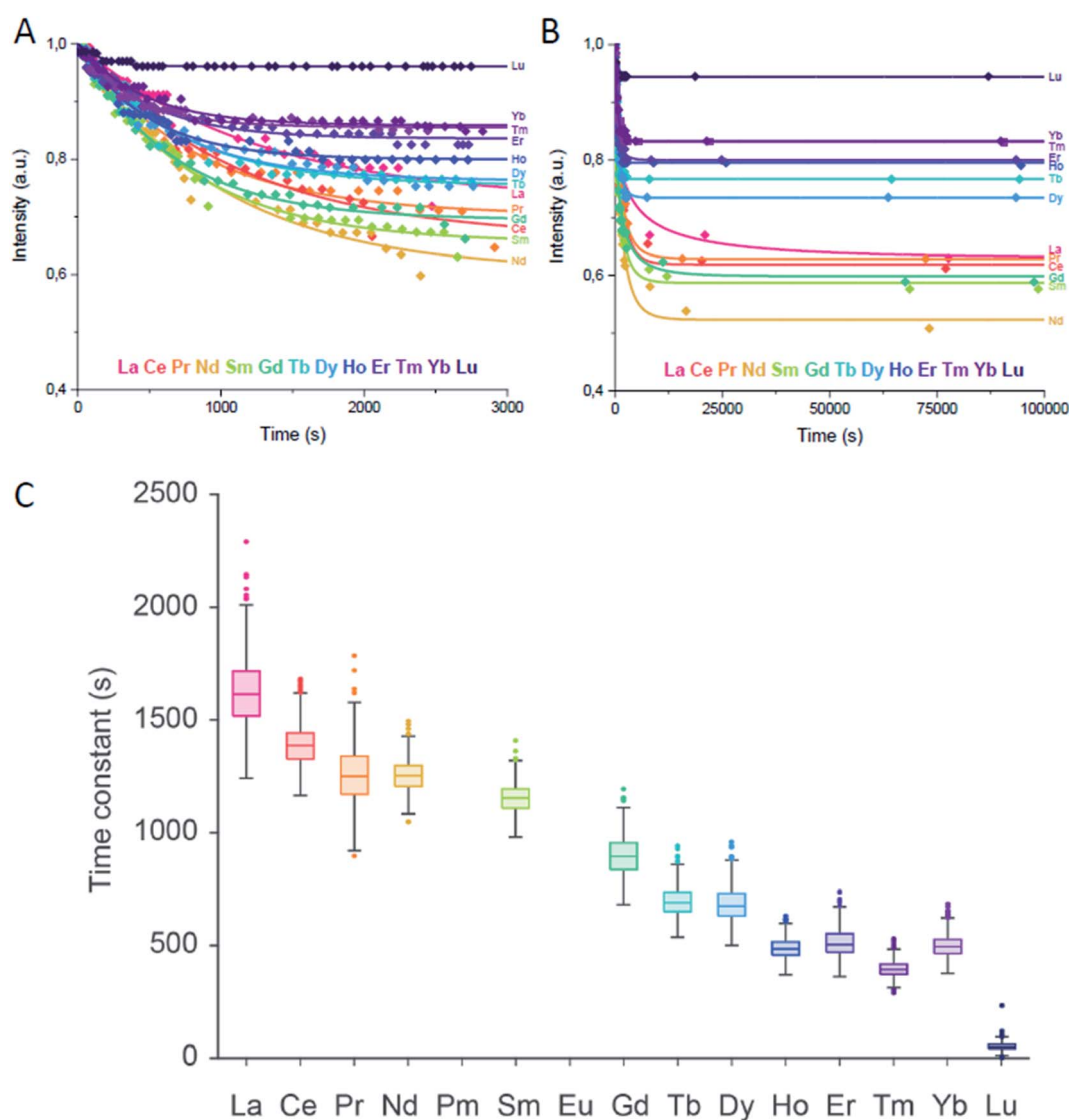 A
1,0
0,8
0,6
0,4
Intensity (a.u.)
Lu
Yb
Tm
Er
Ho
Dy
Tb
La
Pr
Gd
Ce
Sm
Nd
La Ce Pr Nd Sm Gd Tb Dy Ho Er Tm Yb Lu
0 1000 2000 3000
Time (s)
B
1,0
0,8
0,6
0,4
Intensity (a.u.)
Lu
Yb
Tm
Er
Ho
Tb
Dy
La
Pr
Ce
Gd
Sm
Nd
La Ce Pr Nd Sm Gd Tb Dy Ho Er Tm Yb Lu
0 25000 50000 75000 100000
Time (s)
C
2500
2000
1500
1000
500
0
Time constant (s)
La Ce Pr Nd Pm Sm Eu Gd Tb Dy Ho Er Tm Yb Lu